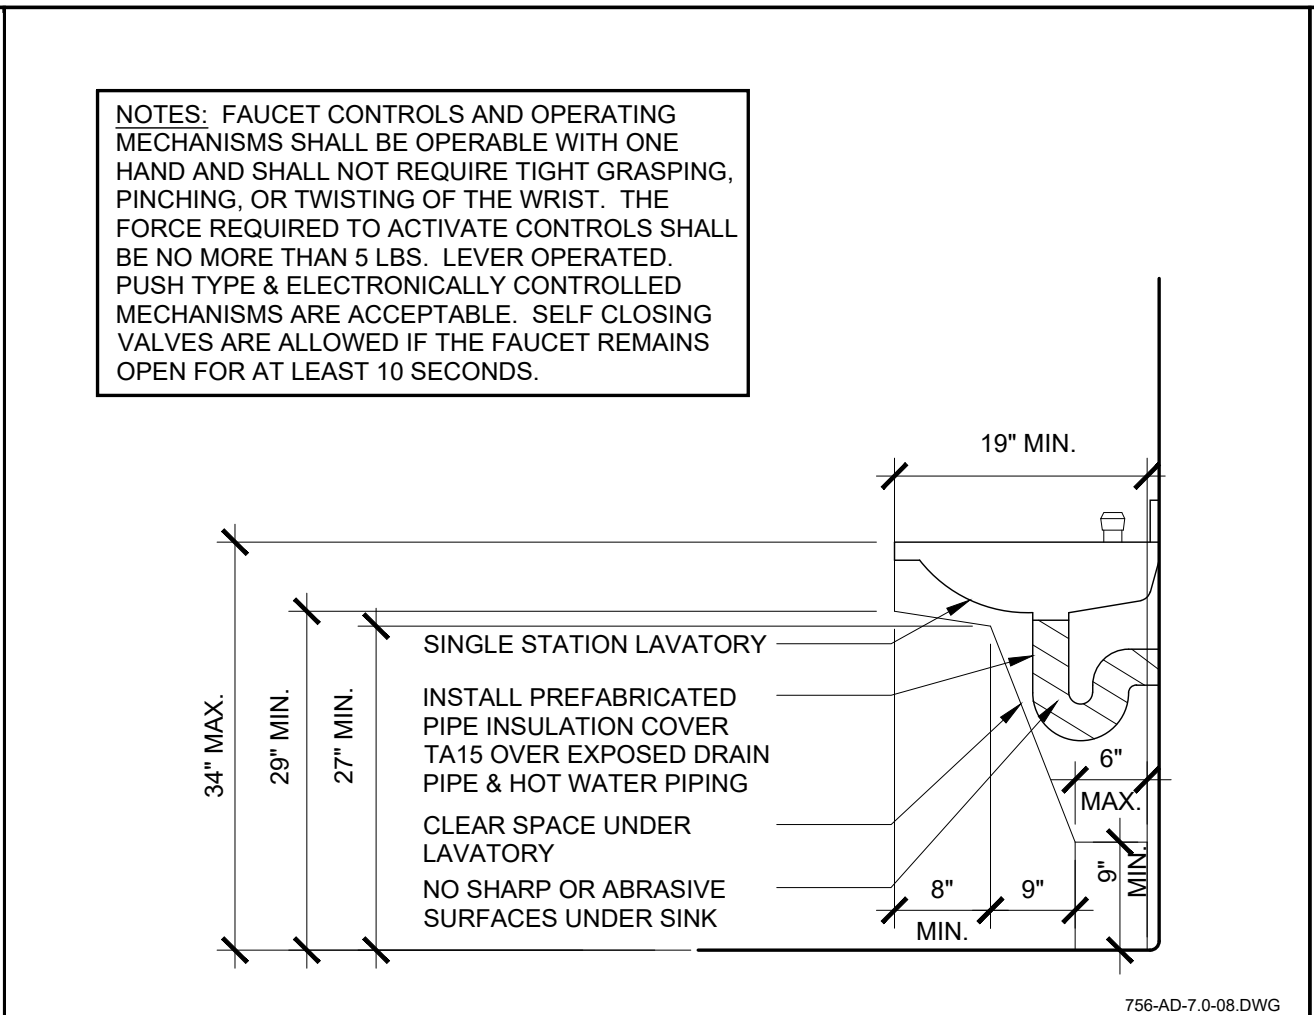 NOTES: FAUCET CONTROLS AND OPERATING
MECHANISMS SHALL BE OPERABLE WITH ONE
HAND AND SHALL NOT REQUIRE TIGHT GRASPING,
PINCHING, OR TWISTING OF THE WRIST. THE
FORCE REQUIRED TO ACTIVATE CONTROLS SHALL
BE NO MORE THAN 5 LBS. LEVER OPERATED.
PUSH TYPE & ELECTRONICALLY CONTROLLED
MECHANISMS ARE ACCEPTABLE. SELF CLOSING
VALVES ARE ALLOWED IF THE FAUCET REMAINS
OPEN FOR AT LEAST 10 SECONDS.
19" MIN.
34" MAX.
29" MIN.
27" MIN.
SINGLE STATION LAVATORY
INSTALL PREFABRICATED
PIPE INSULATION COVER
TA15 OVER EXPOSED DRAIN
PIPE & HOT WATER PIPING
CLEAR SPACE UNDER
LAVATORY
NO SHARP OR ABRASIVE
SURFACES UNDER SINK
6"
MAX.
9"
MIN.
8"
MIN.
9"
756-AD-7.0-08.DWG